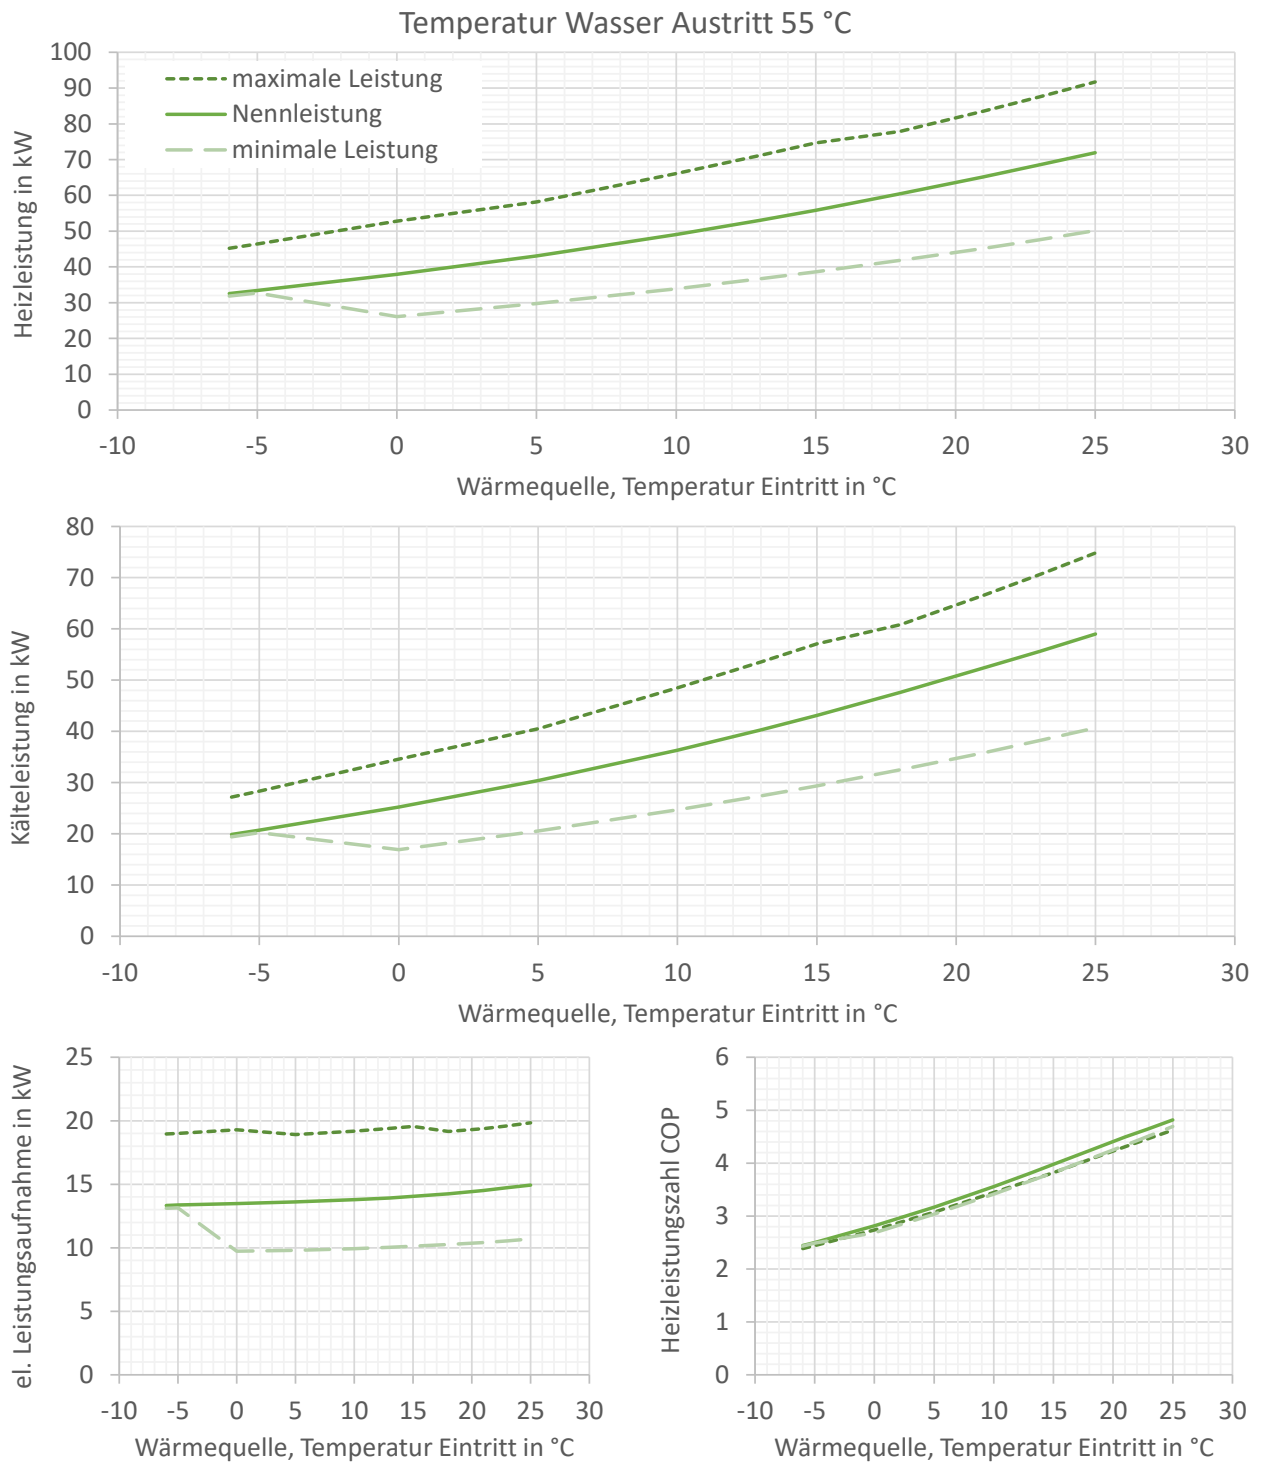 Temperatur Wasser Austritt 55 °C
Heizleistung in kW
100
90
80
70
60
50
40
30
20
10
0
maximale Leistung
Nennleistung
minimale Leistung
-10 -5 0 5 10 15 20 25 30
Wärmequelle, Temperatur Eintritt in °C
Kälteleistung in kW
80
70
60
50
40
30
20
10
0
-10 -5 0 5 10 15 20 25 30
Wärmequelle, Temperatur Eintritt in °C
el. Leistungsaufnahme in kW
25
20
15
10
5
0
-10 -5 0 5 10 15 20 25 30
Wärmequelle, Temperatur Eintritt in °C
Heizleistungszahl COP
6
5
4
3
2
1
0
-10 -5 0 5 10 15 20 25 30
Wärmequelle, Temperatur Eintritt in °C